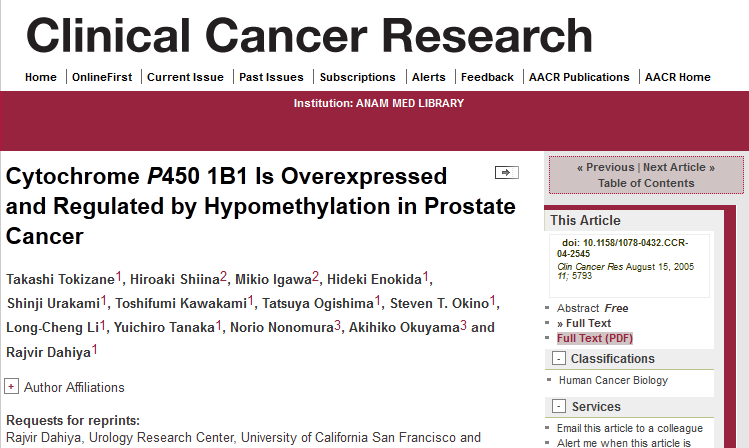 Clinical Cancer Research
Home OnlineFirst Current Issue Past Issues Subscriptions Alerts Feedback AACR Publications AACR Home
Institution: ANAM MED LIBRARY
Cytochrome P450 1B1 Is Overexpressed
and Regulated by Hypomethylation in Prostate
Cancer
Takashi Tokizane1, Hiroaki Shiina2, Mikio Igawa2, Hideki Enokida1,
Shinji Urakami1, Toshifumi Kawakami1, Tatsuya Ogishima1, Steven T. Okino1,
Long-Cheng Li1, Yuichiro Tanaka1, Norio Nonomura3, Akihiko Okuyama3 and
Rajvir Dahiya1
+ Author Affiliations
Requests for reprints:
Rajvir Dahiya, Urology Research Center, University of California San Francisco and
« Previous | Next Article »
Table of Contents
This Article
doi: 10.1158/1078-0432.CCR-
04-2545
Clin Cancer Res August 15, 2005
11; 5793
Abstract Free
» Full Text
Full Text (PDF)
- Classifications
Human Cancer Biology
- Services
Email this article to a colleague
Alert me when this article is